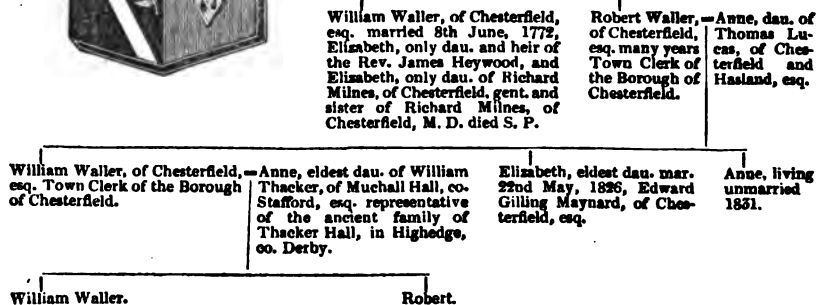 William Waller, of Chesterfield,
esq. married 8th June, 1772,
Elizabeth, only dau. and heir of
the Rev. James Heywood, and
Elizabeth, only dau. of Richard
Milnes, of Chesterfield, gent. and
sister of Richard Milnes, of
Chesterfield, M. D. died S. P.
Robert Waller,
of Chesterfield,
esq. many years
Town Clerk of
the Borough of
Chesterfield.
=Anne, dau. of
Thomas Lu-
cas, of Ches-
terfield and
Hasland, esq.
William Waller, of Chesterfield,
esq. Town Clerk of the Borough
of Chesterfield.
=Anne, eldest dau. of William
Thacker, of Muchall Hall, co.
Stafford, esq. representative
of the ancient family of
Thacker Hall, in Highedge,
co. Derby.
Elizabeth, eldest dau. mar.
22nd May, 1826, Edward
Gilling Maynard, of Ches-
terfield, esq.
Anne, living
unmarried
1831.
William Waller.
Robert.